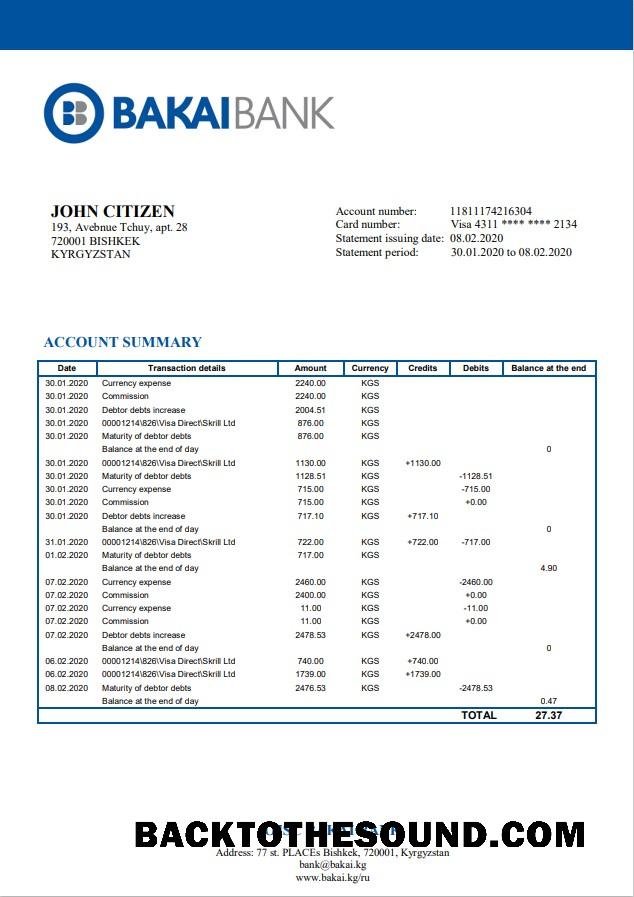 BAKAIBANK
JOHN CITIZEN
193, Avebnue Tchuy, apt. 28
720001 BISHKEK
KYRGYZSTAN
Account number: 11811174216304
Card number: Visa 4311 **** **** 2134
Statement issuing date: 08.02.2020
Statement period: 30.01.2020 to 08.02.2020
ACCOUNT SUMMARY
Date Transaction details Amount Currency Credits Debits Balance at the end
30.01.2020 Currency expense 2240.00 KGS
30.01.2020 Commission 2240.00 KGS
30.01.2020 Debtor debts increase 2004.51 KGS
30.01.2020 00001214\826\Visa Direct\Skrill Ltd 876.00 KGS
30.01.2020 Maturity of debtor debts 876.00 KGS
Balance at the end of day 0
30.01.2020 00001214\826\Visa Direct\Skrill Ltd 1130.00 KGS +1130.00
30.01.2020 Maturity of debtor debts 1128.51 KGS -1128.51
30.01.2020 Currency expense 715.00 KGS -715.00
30.01.2020 Commission 715.00 KGS +0.00
30.01.2020 Debtor debts increase 717.10 KGS +717.10
Balance at the end of day 0
31.01.2020 00001214\826\Visa Direct\Skrill Ltd 722.00 KGS +722.00 -717.00
01.02.2020 Maturity of debtor debts 717.00 KGS
Balance at the end of day 4.90
07.02.2020 Currency expense 2460.00 KGS -2460.00
07.02.2020 Commission 2400.00 KGS +0.00
07.02.2020 Currency expense 11.00 KGS -11.00
07.02.2020 Commission 11.00 KGS +0.00
07.02.2020 Debtor debts increase 2478.53 KGS +2478.00
Balance at the end of day 0
06.02.2020 00001214\826\Visa Direct\Skrill Ltd 740.00 KGS +740.00
06.02.2020 00001214\826\Visa Direct\Skrill Ltd 1739.00 KGS +1739.00
08.02.2020 Maturity of debtor debts 2476.53 KGS -2478.53
Balance at the end of day 0.47
TOTAL 27.37
BACKTOTHESOUND.COM
Address: 77 st. PLACEs Bishkek, 720001, Kyrgyzstan
bank@bakai.kg
www.bakai.kg/ru